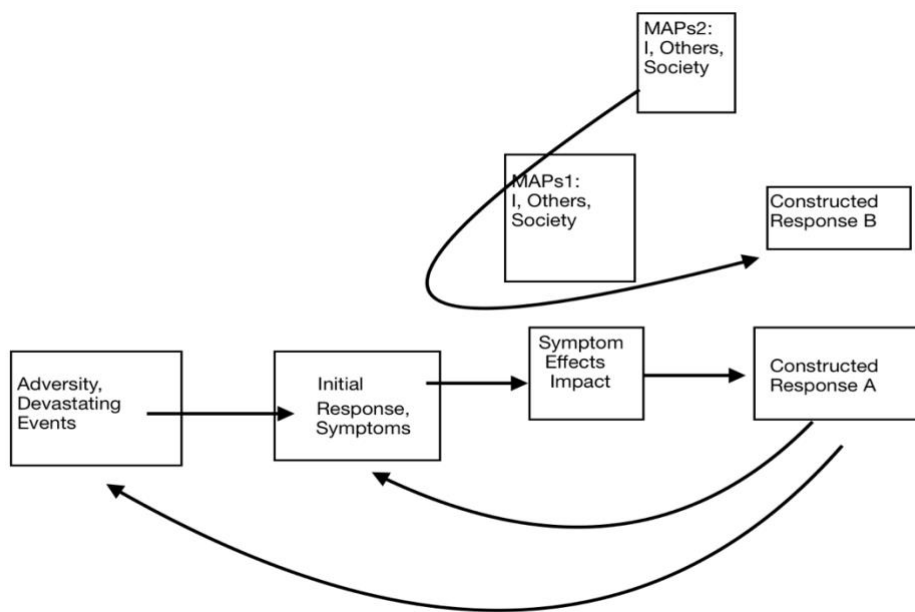 MAPs2:
I, Others,
Society
MAPs1:
I, Others,
Society
Constructed
Response B
Symptom
Effects
Impact
Constructed
Response A
Initial
Response,
Symptoms
Adversity,
Devastating
Events